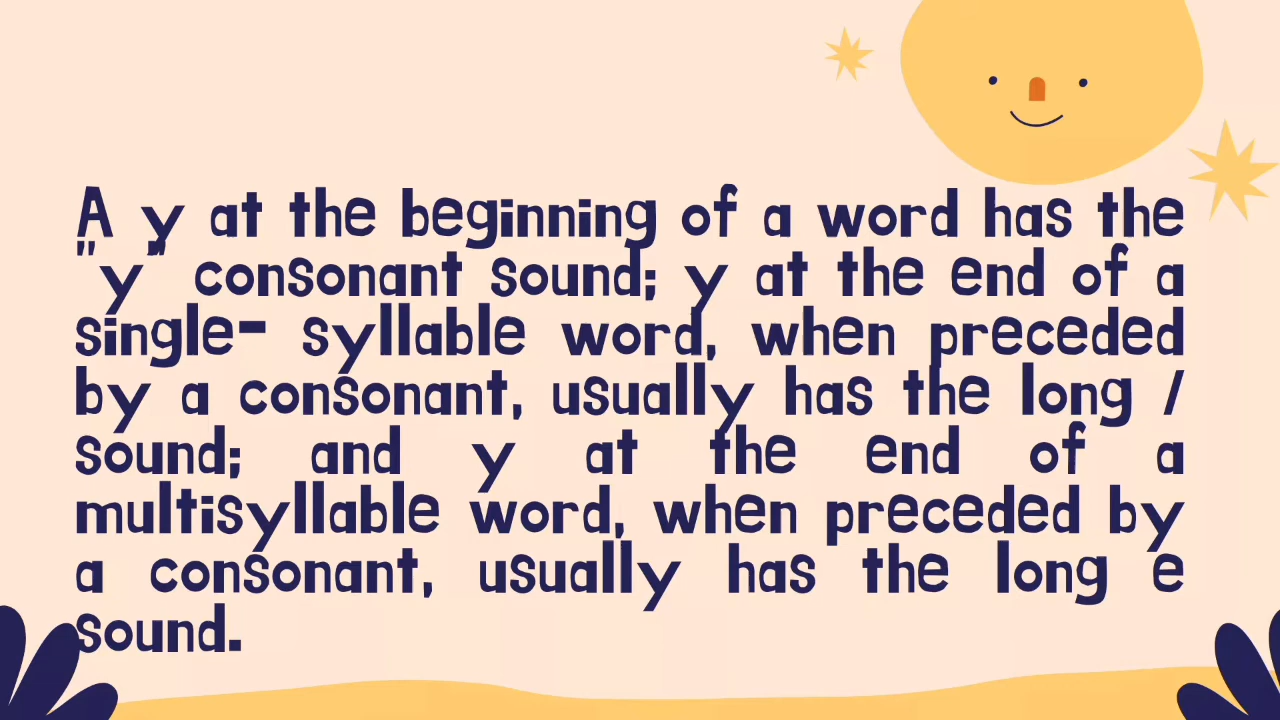 A y at the beginning of a word has the
"y" consonant sound; y at the end of a
single- syllable word, when preceded
by a consonant, usually has the long /
sound; and y at the end of a
multisyllable word, when preceded by
a consonant, usually has the long e
sound.